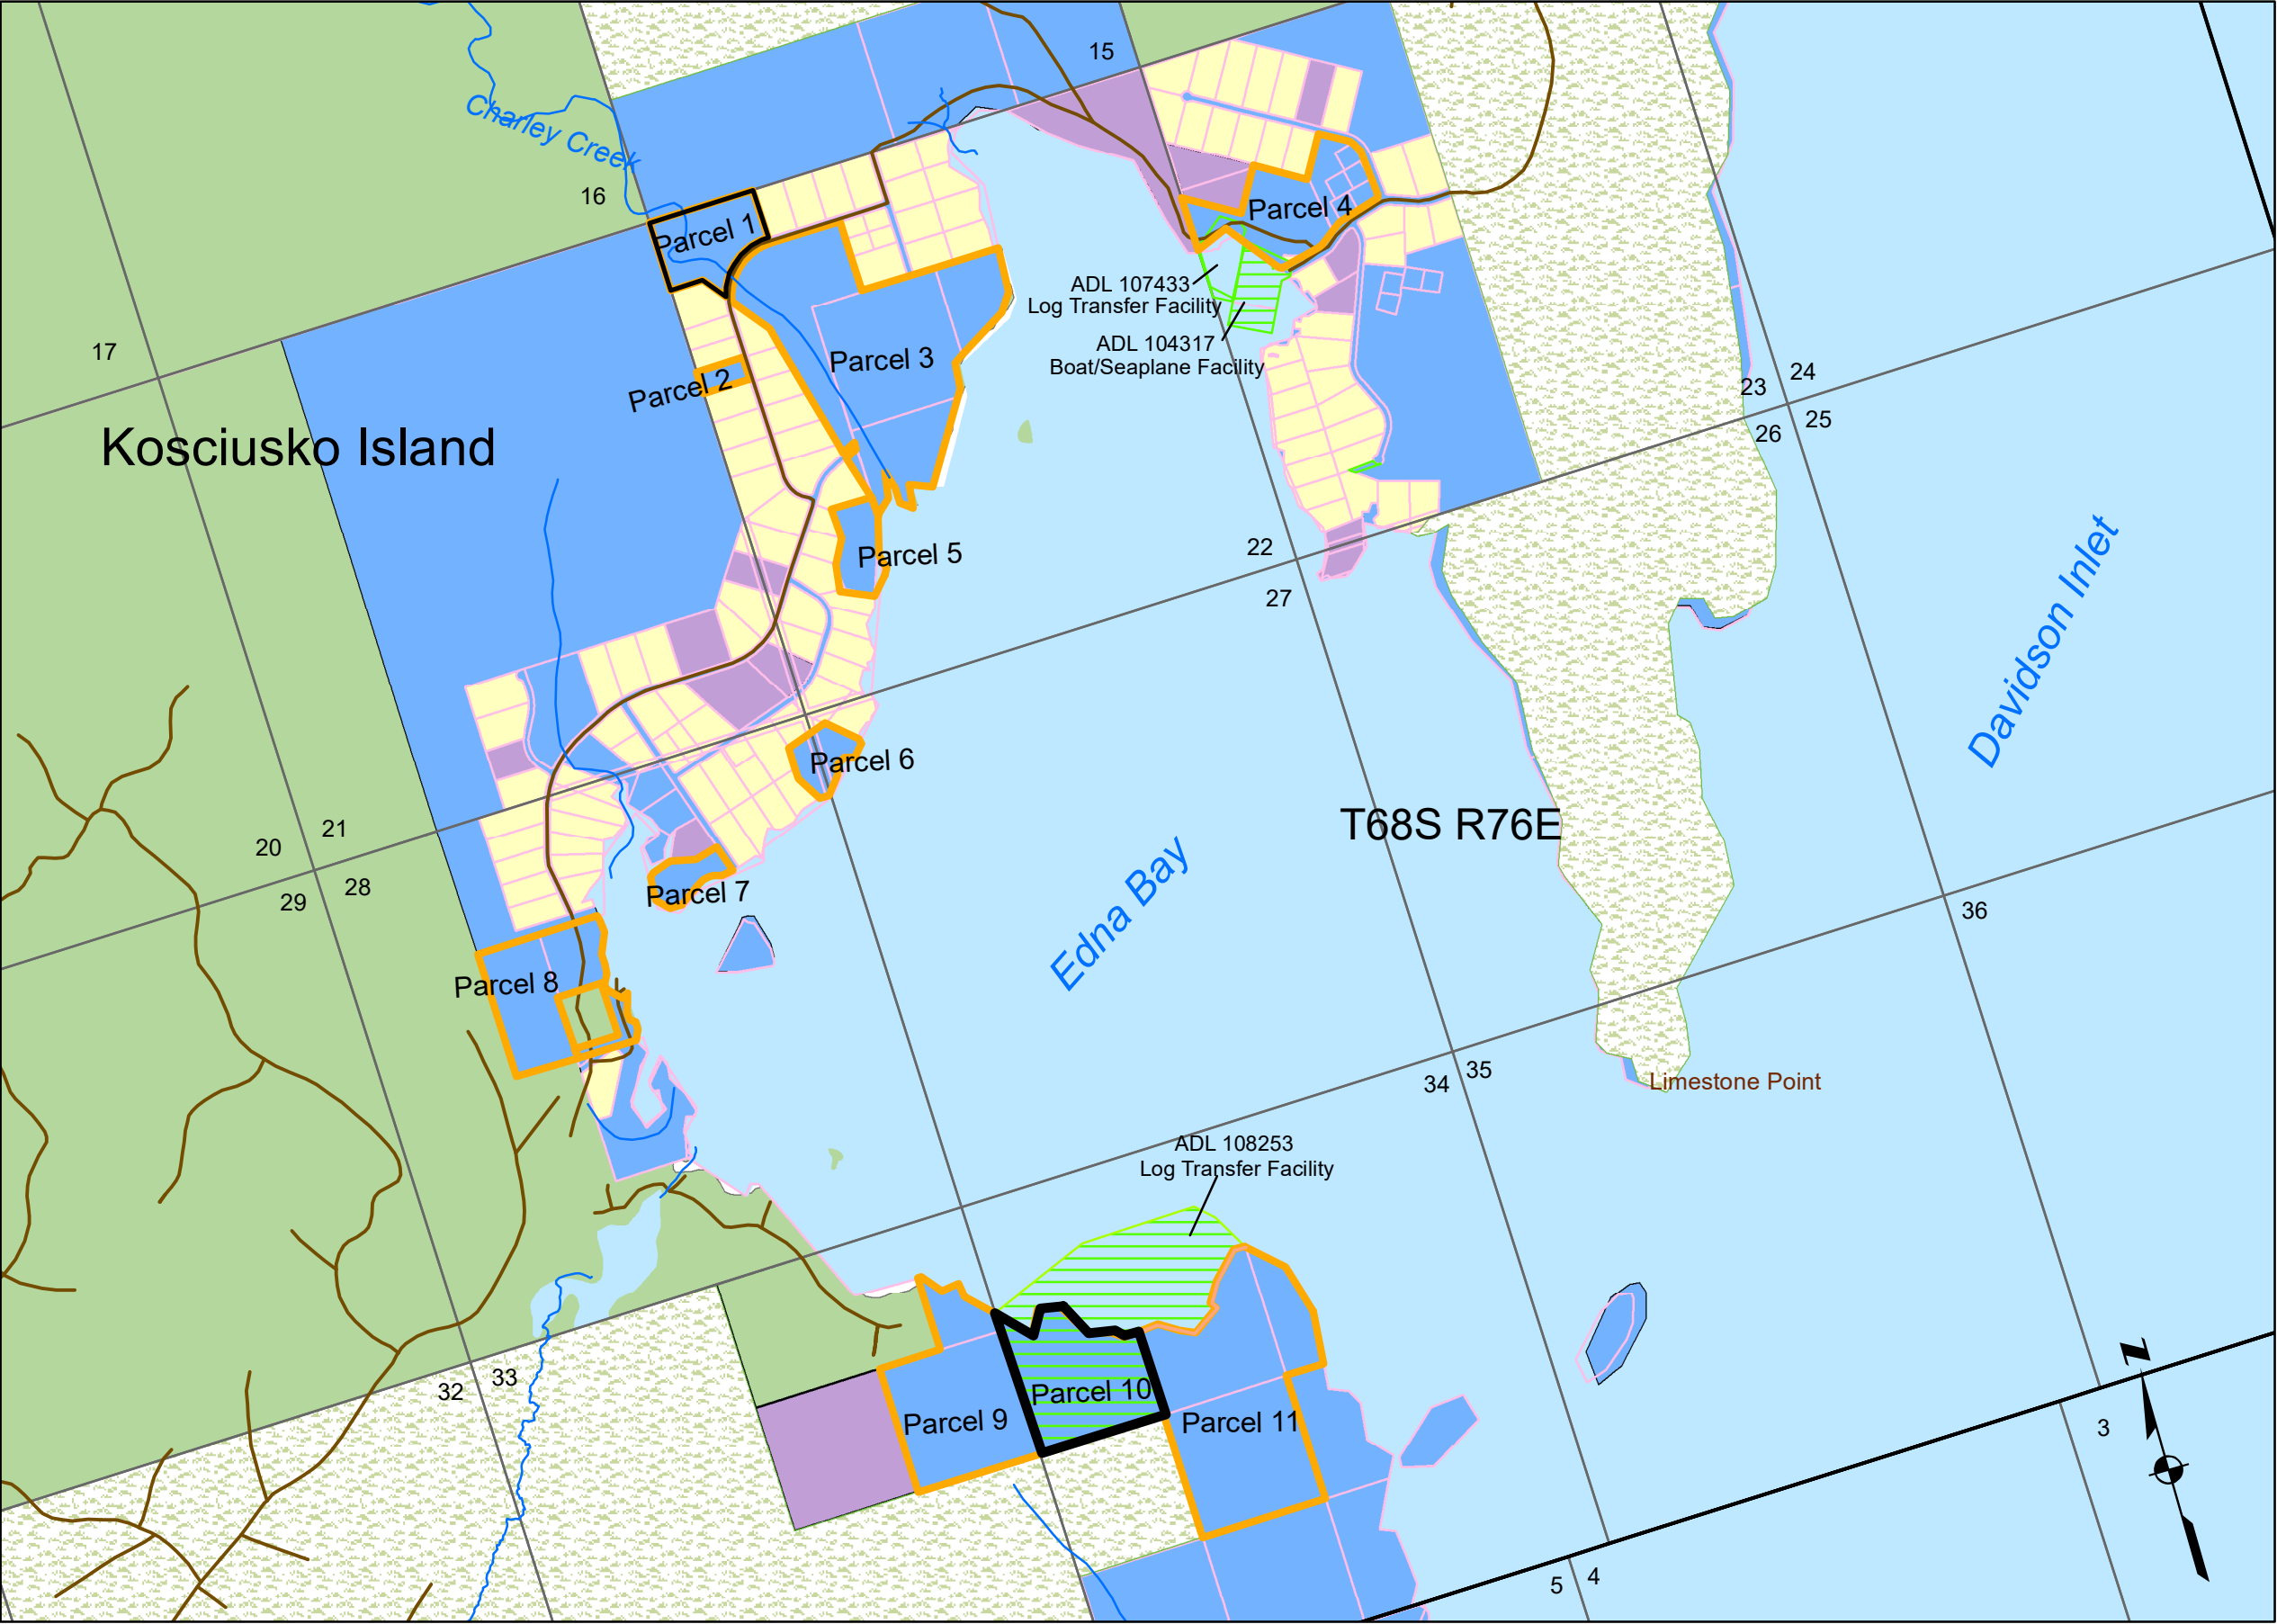 15
Charley Creek
16
Parcel 1
Parcel 4
ADL 107433
Log Transfer Facility
ADL 104317
Boat/Seaplane Facility
17
Parcel 3
Parcel 2
23
24
25
26
Kosciusko Island
22
27
Parcel 5
Davidson Inlet
Parcel 6
T68S R76E
20
21
29
28
Parcel 7
Edna Bay
36
Parcel 8
34
35
Limestone Point
ADL 108253
Log Transfer Facility
32
33
Parcel 9
Parcel 10
Parcel 11
N
3
5
4